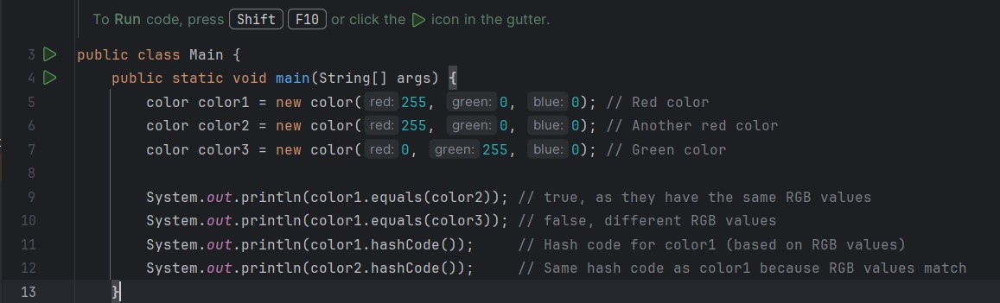 To Run code, press Shift F10 or click the icon in the gutter.
3 public class Main {
4 public static void main(String[] args) {
5 color color1 = new color( red: 255, green: 0, blue: 0); // Red color
6 color color2 = new color( red: 255, green: 0, blue: 0); // Another red color
7 color color3 = new color( red: 0, green: 255, blue: 0); // Green color
8
9 System.out.println(color1.equals(color2)); // true, as they have the same RGB values
10 System.out.println(color1.equals(color3)); // false, different RGB values
11 System.out.println(color1.hashCode()); // Hash code for color1 (based on RGB values)
12 System.out.println(color2.hashCode()); // Same hash code as color1 because RGB values match
13 }